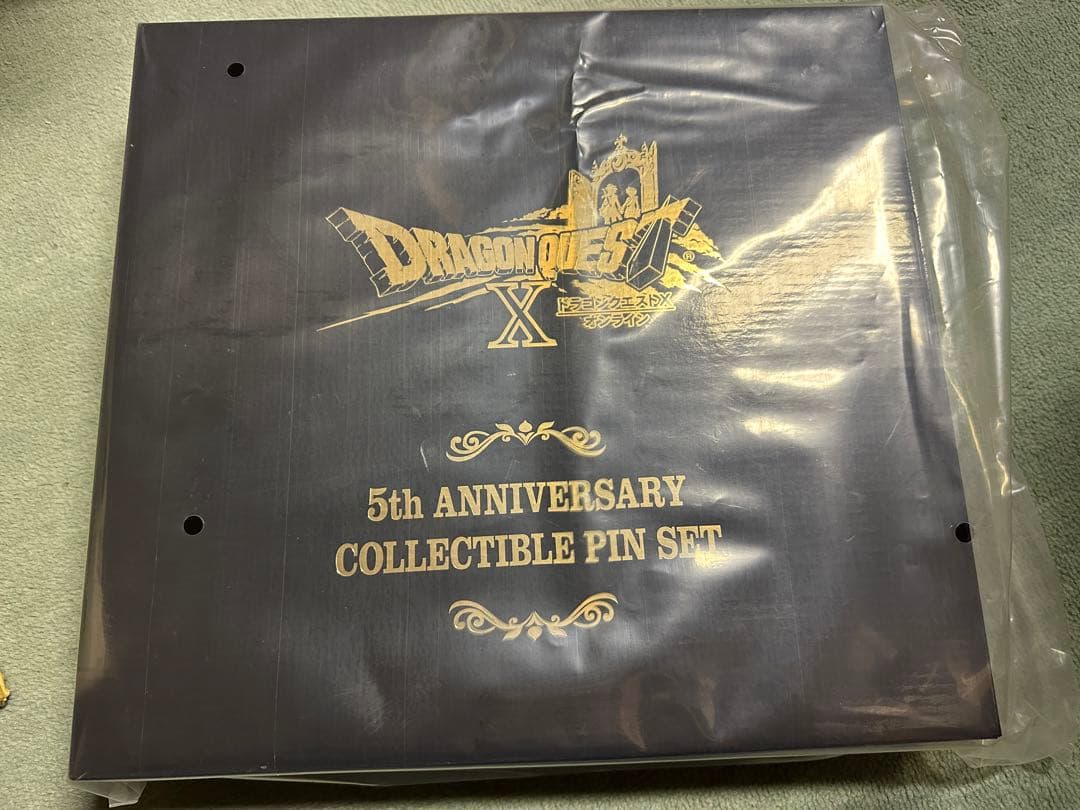 DRAGON QUEST®
X
ドラゴンクエストX
オンライン
5th ANNIVERSARY
COLLECTIBLE PIN SET